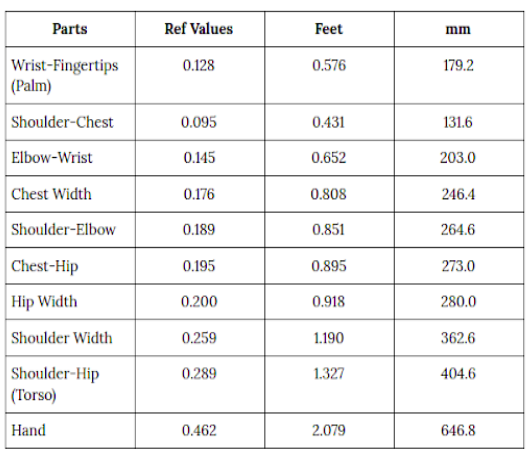 Parts Ref Values Feet mm
Wrist-Fingertips 0.128 0.576 179.2
(Palm)
Shoulder-Chest 0.095 0.431 131.6
Elbow-Wrist 0.145 0.652 203.0
Chest Width 0.176 0.808 246.4
Shoulder-Elbow 0.189 0.851 264.6
Chest-Hip 0.195 0.895 273.0
Hip Width 0.200 0.918 280.0
Shoulder Width 0.259 1.190 362.6
Shoulder-Hip 0.289 1.327 404.6
(Torso)
Hand 0.462 2.079 646.8